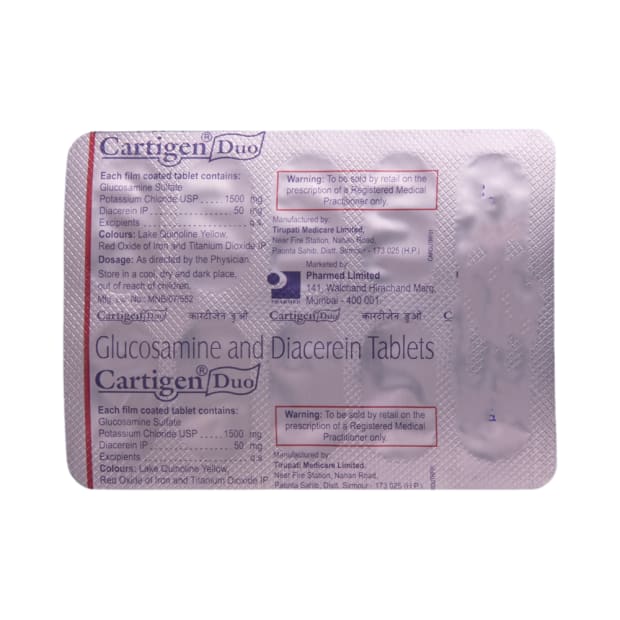 Cartigen® Duo
Each film coated tablet contains:
Glucosamine Sulfate
Potassium Chloride USP ..... 1500 mg
Diacerein IP ..................... 50 mg
Excipients ........................ q.s.
Colours: Lake Quinoline Yellow,
Red Oxide of Iron and Titanium Dioxide IP
Dosage: As directed by the Physician
Store in a cool, dry and dark place,
out of reach of children.
Mfg. Lic. No.: MNB/07/552
Warning: To be sold by retail on the
prescription of a Registered Medical
Practitioner only.
Manufactured by:
Tirupati Medicare Limited,
Near Fire Station, Nahan Road,
Paonta Sahib, Distt. Sirmour - 173 025 (H.P.)
Marketed by:
Pharmed Limited
141, Walchand Hirachand Marg,
Mumbai - 400 001.
PHARMED
Cartigen Duo कारटीजेन डुओ Cartigen Duo कारटीजेन डुओ C
Glucosamine and Diacerein Tablets
Cartigen® Duo
Each film coated tablet contains:
Glucosamine Sulfate
Potassium Chloride USP ..... 1500 mg
Diacerein IP ..................... 50 mg
Excipients ........................ q.s.
Colours: Lake Quinoline Yellow,
Red Oxide of Iron and Titanium Dioxide IP
Warning: To be sold by retail on the
prescription of a Registered Medical
Practitioner only.
Manufactured by:
Tirupati Medicare Limited,
Near Fire Station, Nahan Road,
Paonta Sahib, Distt. Sirmour - 173 025 (H.P.)